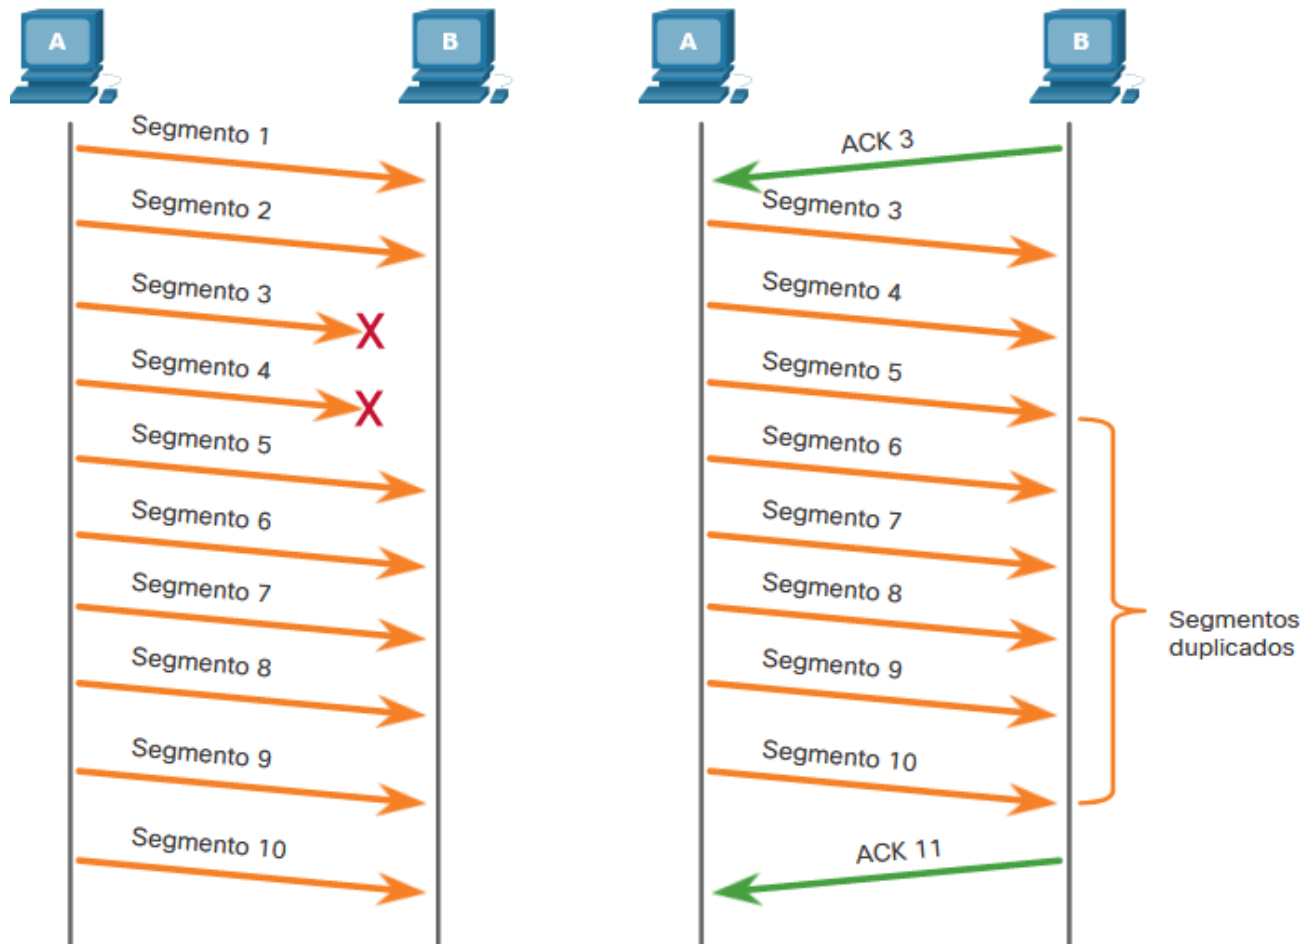 A
B
Segmento 1
Segmento 2
Segmento 3
X
Segmento 4
X
Segmento 5
Segmento 6
Segmento 7
Segmento 8
Segmento 9
Segmento 10
A
B
ACK 3
Segmento 3
Segmento 4
Segmento 5
Segmento 6
Segmento 7
Segmento 8
Segmento 9
Segmento 10
ACK 11
Segmentos
duplicados